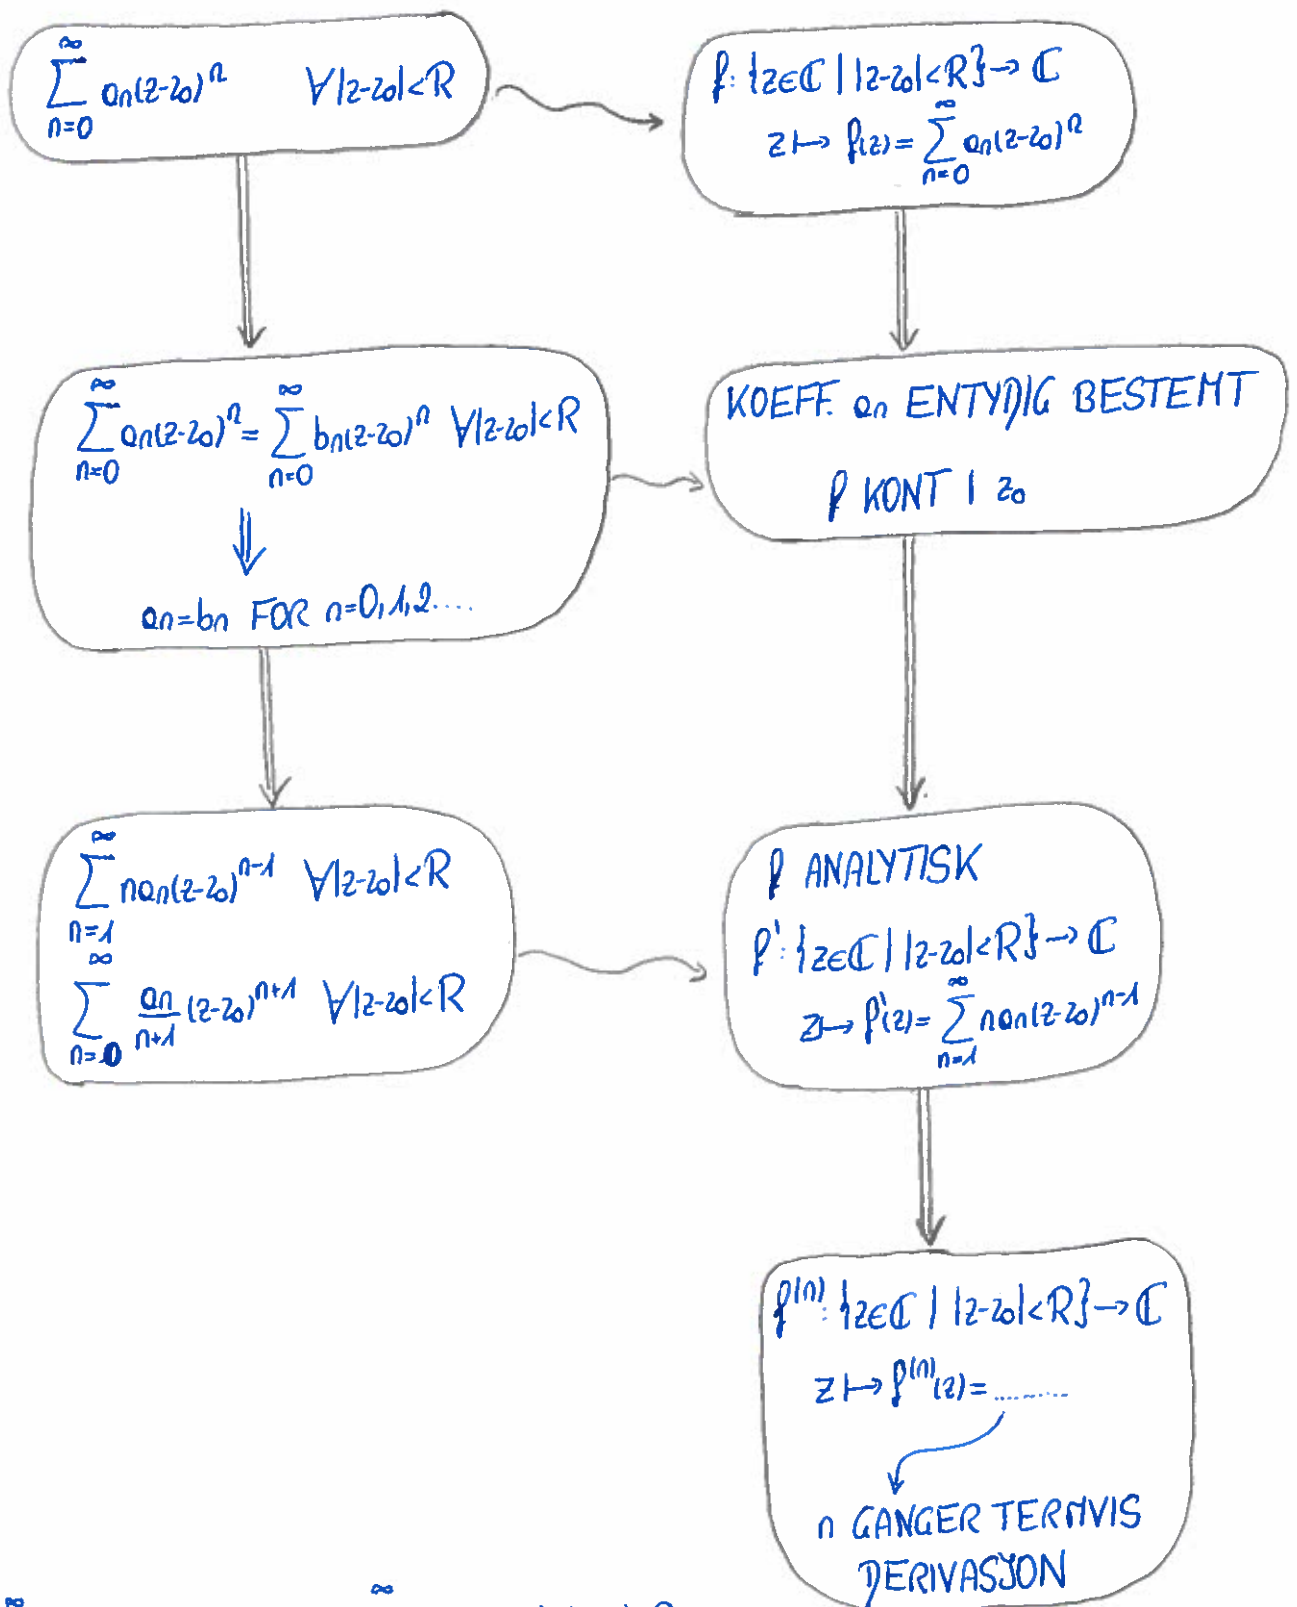 ∑_{n=0}^{∞} a_n(z-z_0)^n ∀|z-z_0|<R
f: {z∈ℂ | |z-z_0|<R} → ℂ
z ↦ f(z) = ∑_{n=0}^{∞} a_n(z-z_0)^n
∑_{n=0}^{∞} a_n(z-z_0)^n = ∑_{n=0}^{∞} b_n(z-z_0)^n ∀|z-z_0|<R
⇓
a_n=b_n FOR n=0,1,2....
KOEFF. a_n ENTYDIG BESTEMT
f KONT I z_0
∑_{n=1}^{∞} na_n(z-z_0)^{n-1} ∀|z-z_0|<R
∑_{n=0}^{∞} a_n/(n+1) (z-z_0)^{n+1} ∀|z-z_0|<R
f ANALYTISK
f': {z∈ℂ | |z-z_0|<R} → ℂ
z ↦ f'(z) = ∑_{n=1}^{∞} na_n(z-z_0)^{n-1}
f^{(n)}: {z∈ℂ | |z-z_0|<R} → ℂ
z ↦ f^{(n)}(z) = .........
n GANGER TERMVIS
DERIVASJON
∞ ∞